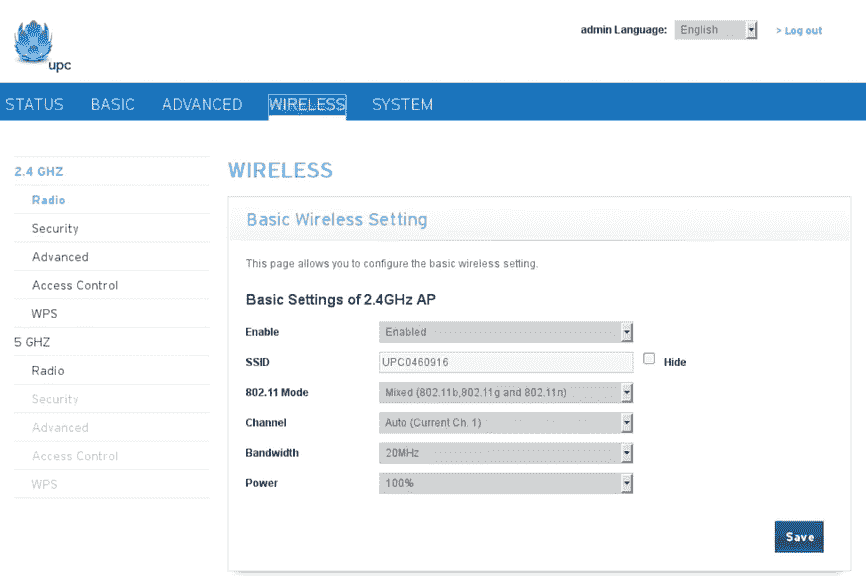 upc
admin Language: English > Log out
STATUS BASIC ADVANCED WIRELESS SYSTEM
2.4 GHZ
Radio
Security
Advanced
Access Control
WPS
5 GHZ
Radio
Security
Advanced
Access Control
WPS
WIRELESS
Basic Wireless Setting
This page allows you to configure the basic wireless setting.
Basic Settings of 2.4GHz AP
Enable Enabled
SSID UPC0460916 Hide
802.11 Mode Mixed (802.11b,802.11g and 802.11n)
Channel Auto (Current Ch. 1)
Bandwidth 20MHz
Power 100%
Save